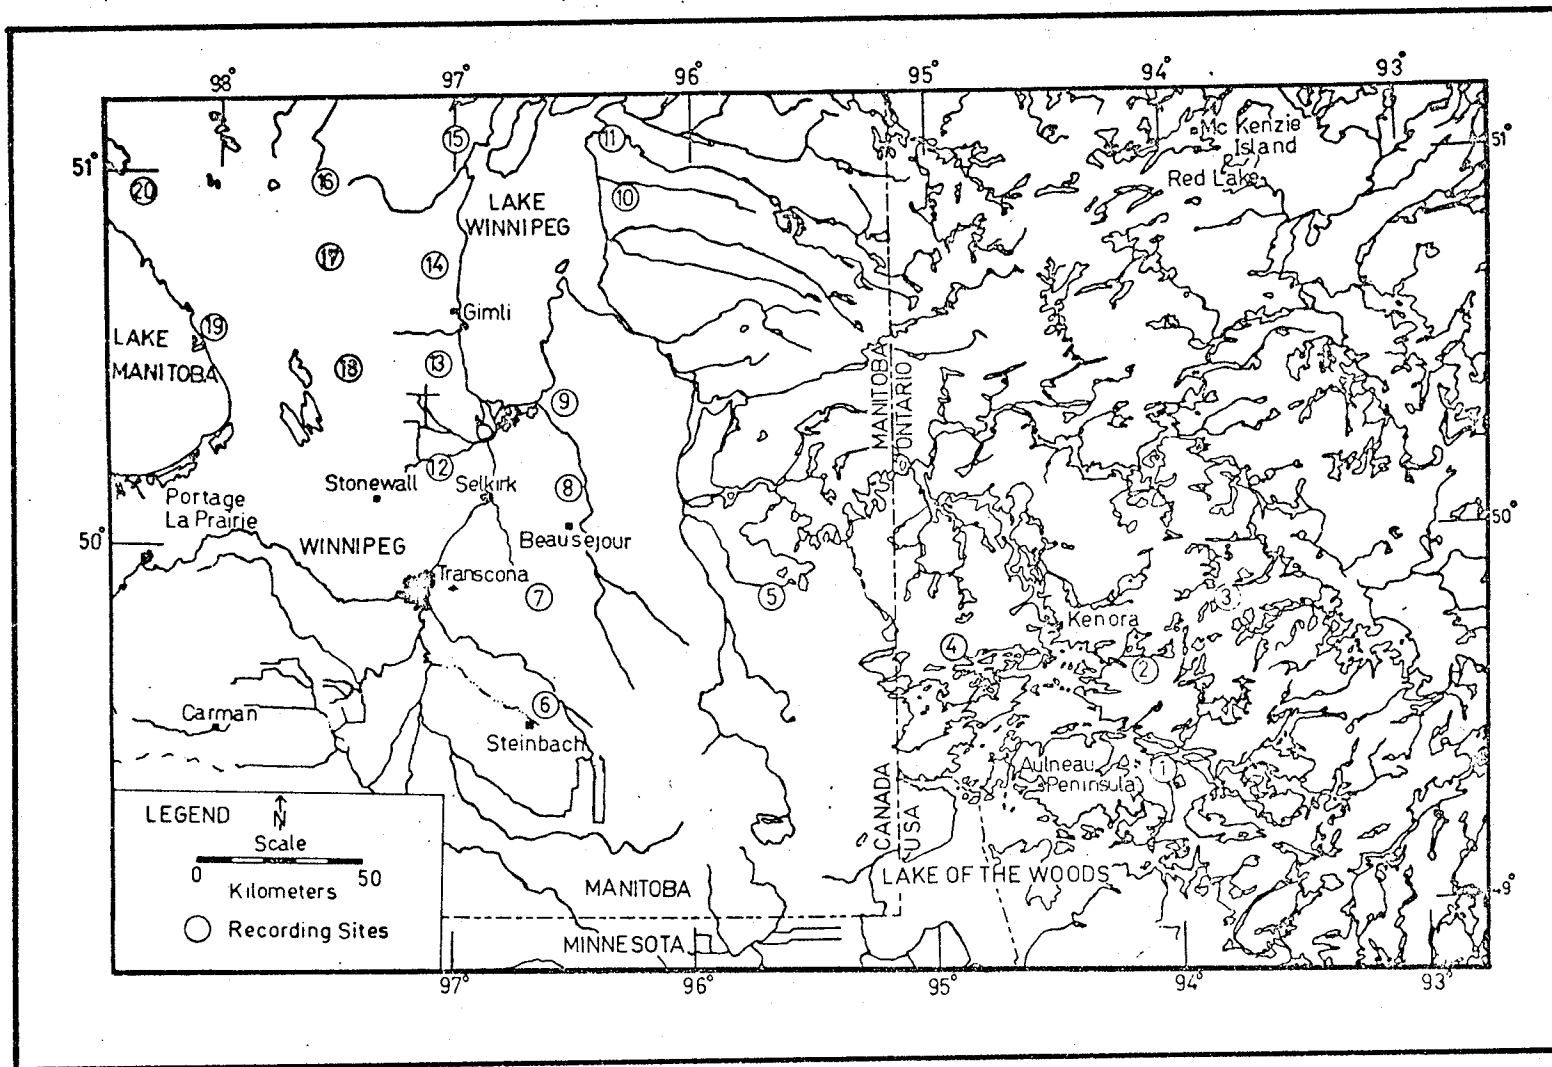 98°
97°
96°
95°
94°
93°
51°
51°
15
11
Mc Kenzie
Island
20
16
10
Red Lake
LAKE
WINNIPEG
17
14
19
Gimli
LAKE
MANITOBA
18
13
MANITOBA
ONTARIO
9
12
Stonewall
Selkirk
8
Portage
La Prairie
50°
50°
WINNIPEG
Beausejour
Transcona
7
5
3
Kenora
4
2
Carman
6
Steinbach
Aulneau
Peninsula
1
CANADA
USA
LEGEND
N
Scale
0
50
Kilometers
Recording Sites
LAKE OF THE WOODS
9°
MANITOBA
MINNESOTA
97°
96°
95°
94°
93°